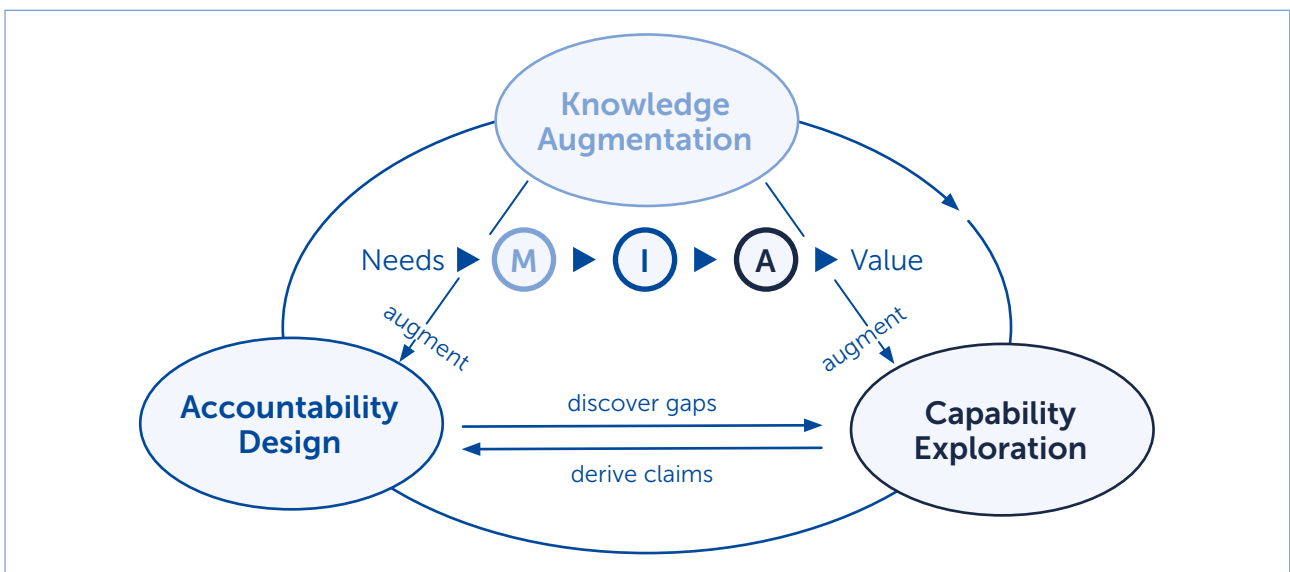 Knowledge
Augmentation
Needs
M
I
A
Value
augment
augment
Accountability
Design
discover gaps
derive claims
Capability
Exploration